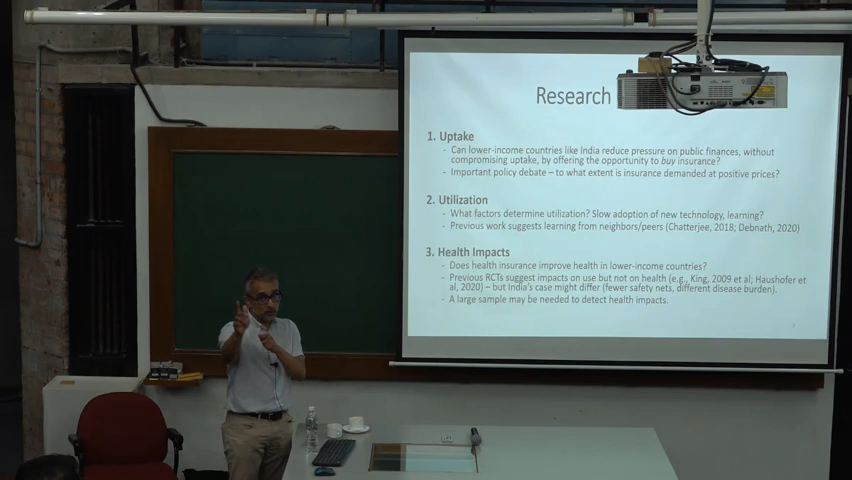 Research
1. Uptake
- Can lower-income countries like India reduce pressure on public finances, without
compromising uptake, by offering the opportunity to buy insurance?
- Important policy debate – to what extent is insurance demanded at positive prices?
2. Utilization
- What factors determine utilization? Slow adoption of new technology, learning?
- Previous work suggests learning from neighbors/peers (Chatterjee, 2018; Debnath, 2020)
3. Health Impacts
- Does health insurance improve health in lower-income countries?
- Previous RCTs suggest impacts on use but not on health (e.g., King, 2009 et al; Haushofer et
al, 2020) – but India's case might differ (fewer safety nets, different disease burden).
- A large sample may be needed to detect health impacts.